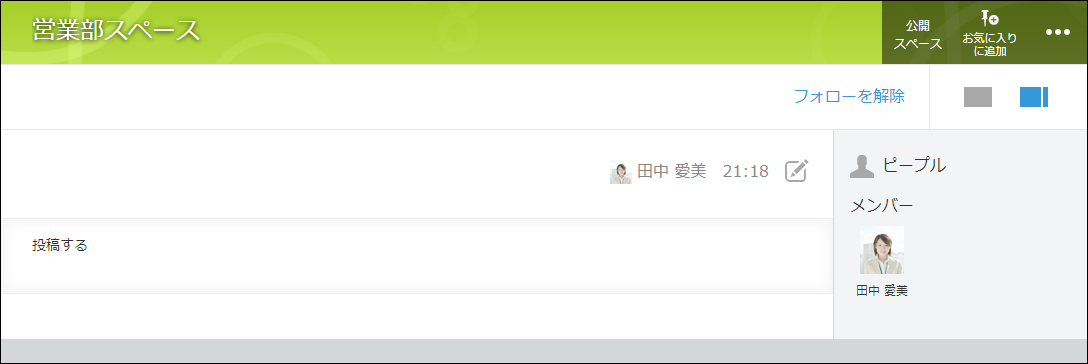 営業部スペース
公開
スペース
お気に入り
に追加
フォローを解除
田中 愛美 21:18
ピープル
メンバー
田中 愛美
投稿する